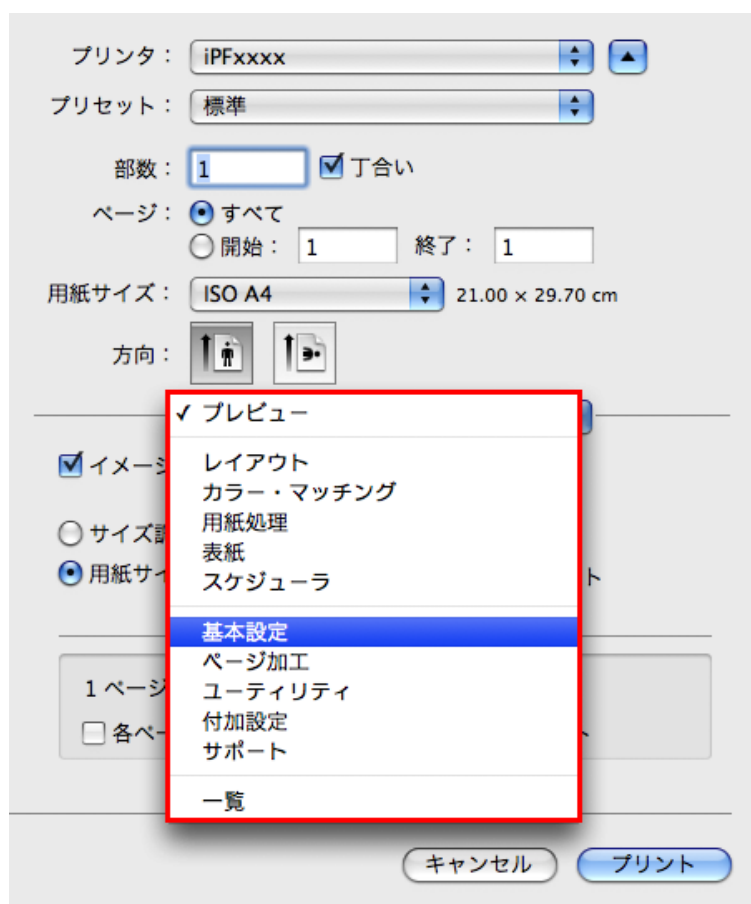 プリンタ： iPFxxxx
プリセット： 標準
部数： 1 丁合い
ページ： すべて
開始： 1 終了： 1
用紙サイズ： ISO A4 21.00 × 29.70 cm
方向：
✓ プレビュー
イメージ
レイアウト
カラー・マッチング
用紙処理
サイズ調
表紙
用紙サイ
スケジューラ
ト
基本設定
ページ加工
1 ページ
ユーティリティ
付加設定
各ペー
ト
サポート
一覧
キャンセル プリント